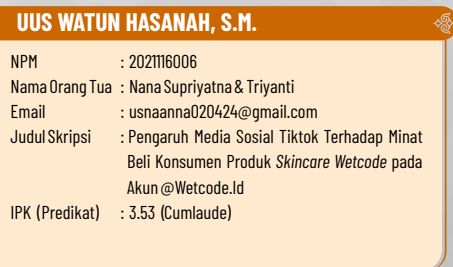 UUS WATUN HASANAH, S.M.
NPM : 2021116006
Nama Orang Tua : Nana Supriyatna & Triyanti
Email : usnaanna020424@gmail.com
Judul Skripsi : Pengaruh Media Sosial Tiktok Terhadap Minat
Beli Konsumen Produk Skincare Wetcode pada
Akun @Wetcode.Id
IPK (Predikat) : 3.53 (Cumlaude)